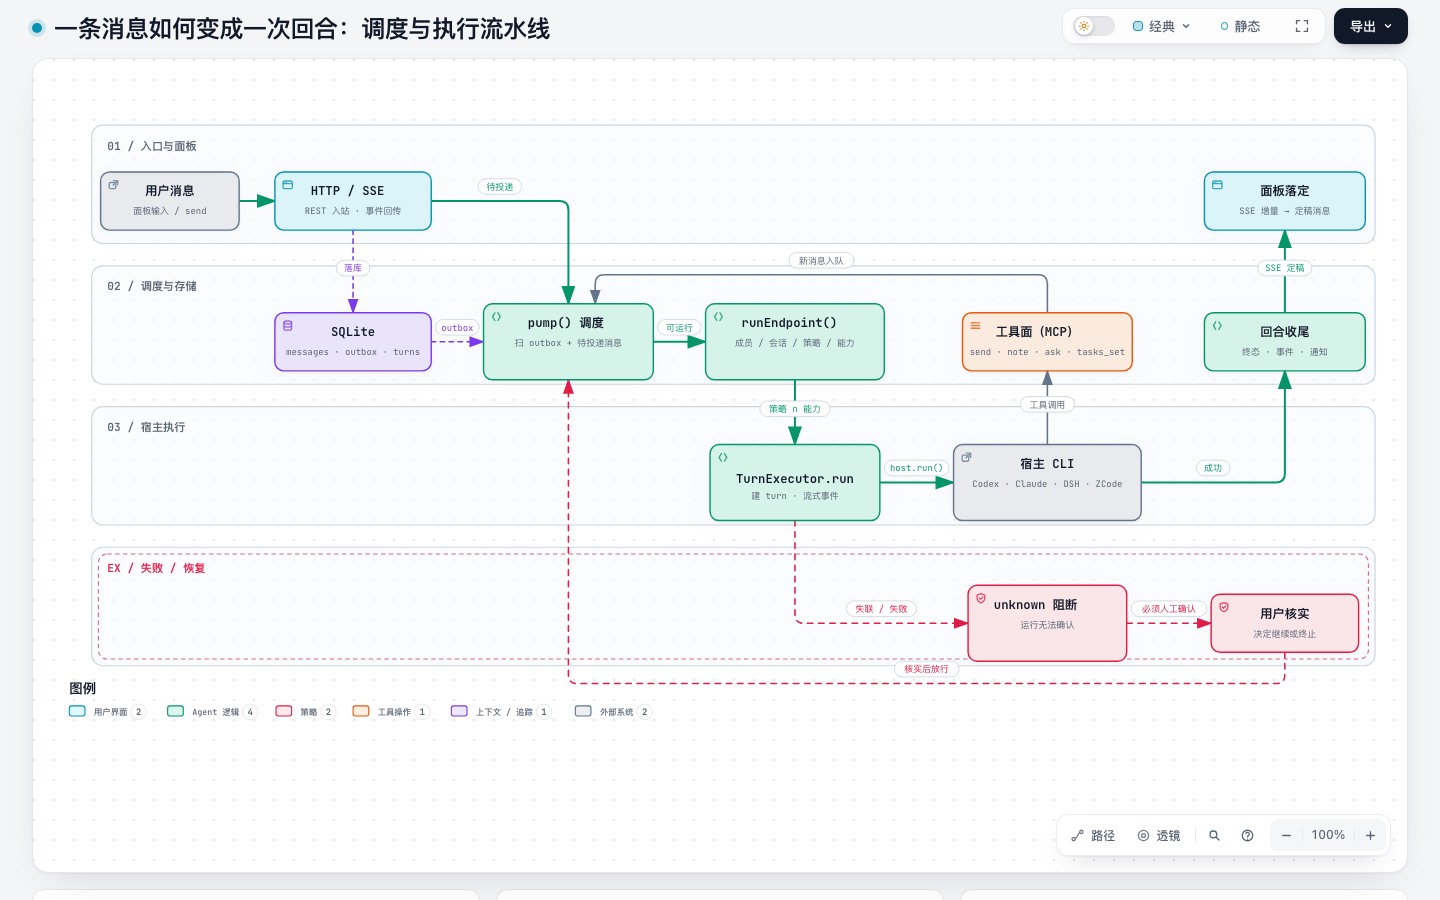 一条消息如何变成一次回合：调度与执行流水线
经典
静态
导出
01 / 入口与面板
用户消息
面板输入 / send
HTTP / SSE
REST 入站 · 事件回传
待投递
面板落定
SSE 增量 → 定稿消息
落库
新消息入队
SSE 定稿
02 / 调度与存储
SQLite
messages · outbox · turns
outbox
pump() 调度
扫 outbox + 待投递消息
可运行
runEndpoint()
成员 / 会话 / 策略 / 能力
工具面 (MCP)
send · note · ask · tasks_set
回合收尾
终态 · 事件 · 通知
策略 ∩ 能力
工具调用
03 / 宿主执行
TurnExecutor.run
建 turn · 流式事件
host.run()
宿主 CLI
Codex · Claude · DSH · ZCode
成功
EX / 失败 / 恢复
失联 / 失败
unknown 阻断
运行无法确认
必须人工确认
用户核实
决定继续或终止
核实后放行
图例
用户界面 2
Agent 逻辑 4
策略 2
工具操作 1
上下文 / 追踪 1
外部系统 2
路径
透镜
100%